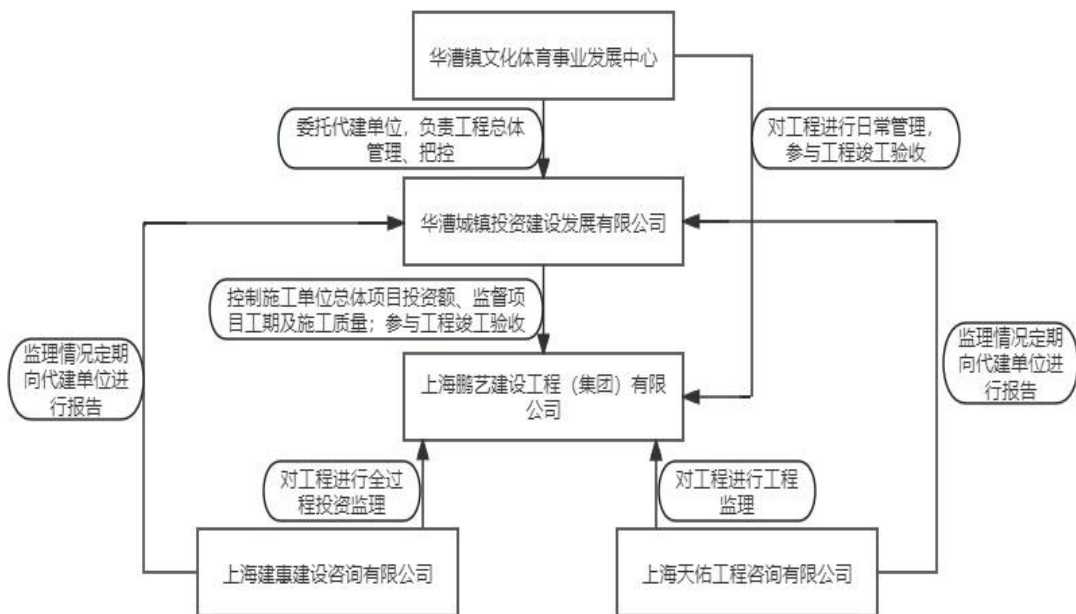 华漕镇文化体育事业发展中心
委托代建单位，负责工程总体
管理、把控
对工程进行日常管理，
参与工程竣工验收
华漕城镇投资建设发展有限公司
控制施工单位总体项目投资额、监督项
目工期及施工质量；参与工程竣工验收
监理情况定期
向代建单位进
行报告
监理情况定期
向代建单位进
行报告
上海鹏艺建设工程（集团）有限
公司
对工程进行全过
程投资监理
对工程进行工程
监理
上海建惠建设咨询有限公司
上海天佑工程咨询有限公司